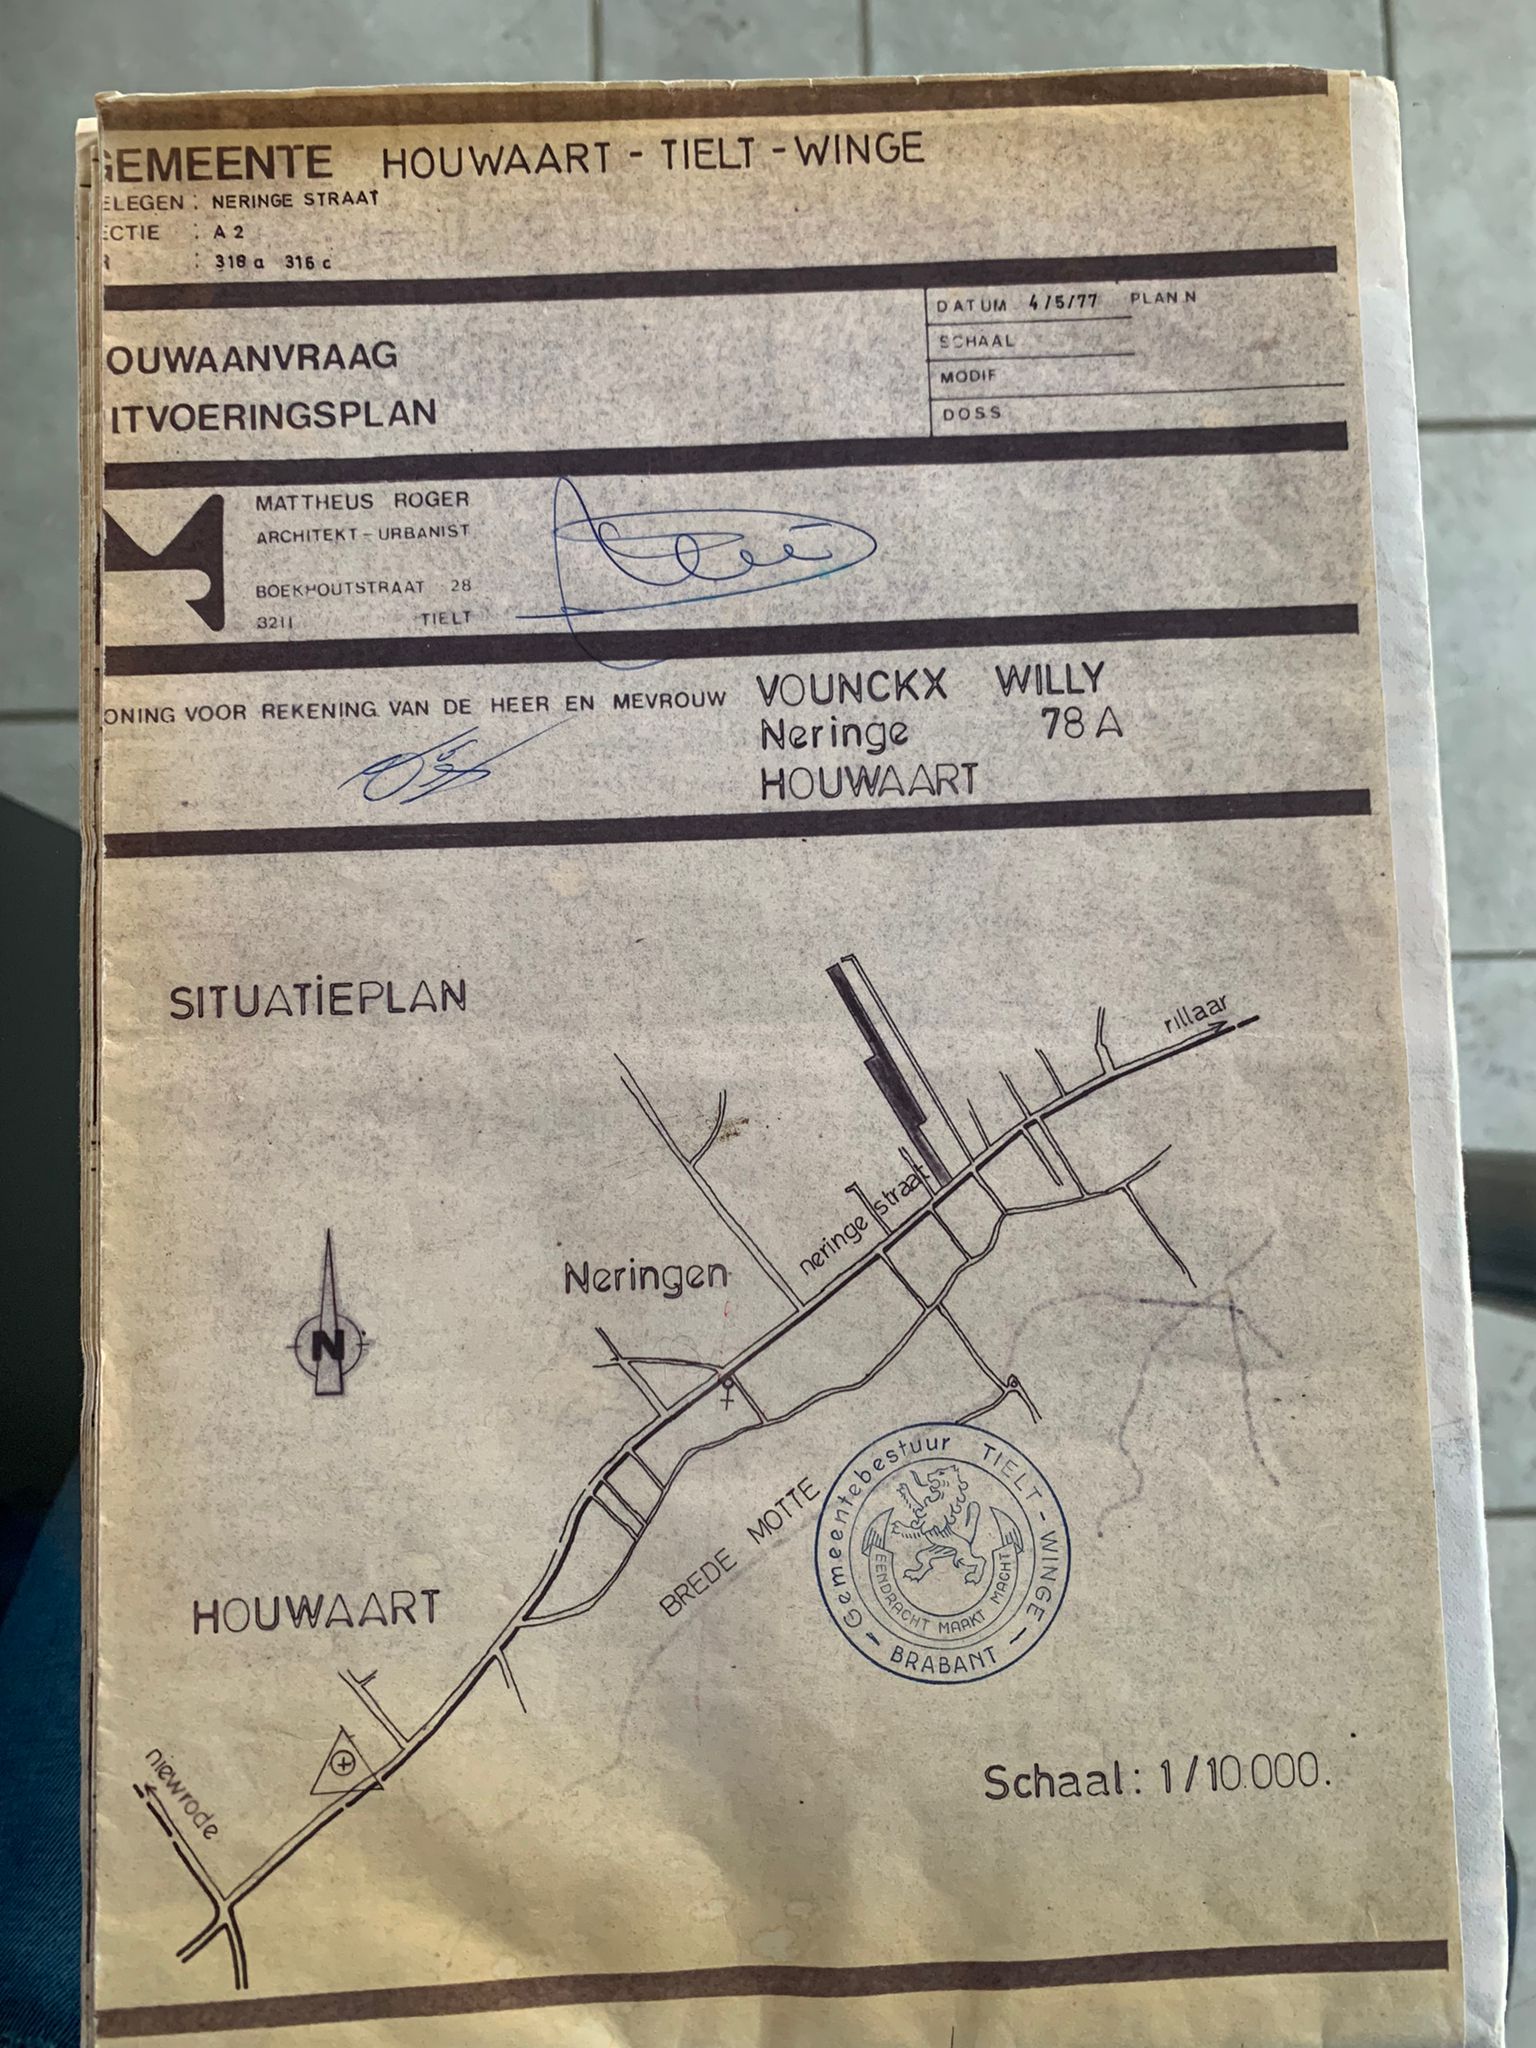 GEMEENTE HOUWAART - TIELT - WINGE
ELEGEN : NERINGE STRAAT
ECTIE : A 2
R : 318 a 316 c
DATUM 4/5/77 PLAN N
SCHAAL
MODIF
DOSS
OUWAANVRAAG
ITVOERINGSPLAN
MATTHEUS ROGER
ARCHITEKT - URBANIST
BOEKHOUTSTRAAT 28
3211 TIELT
ONING VOOR REKENING VAN DE HEER EN MEVROUW VOUNCKX WILLY
Neringe 78 A
HOUWAART
SITUATIEPLAN
rillaar
neringe straat
Neringen
N
BREDE MOTTE
Gemeentebestuur TIELT - WINGE
EENDRACHT MAAKT MACHT
- BRABANT -
HOUWAART
niewrode
Schaal: 1/10.000.